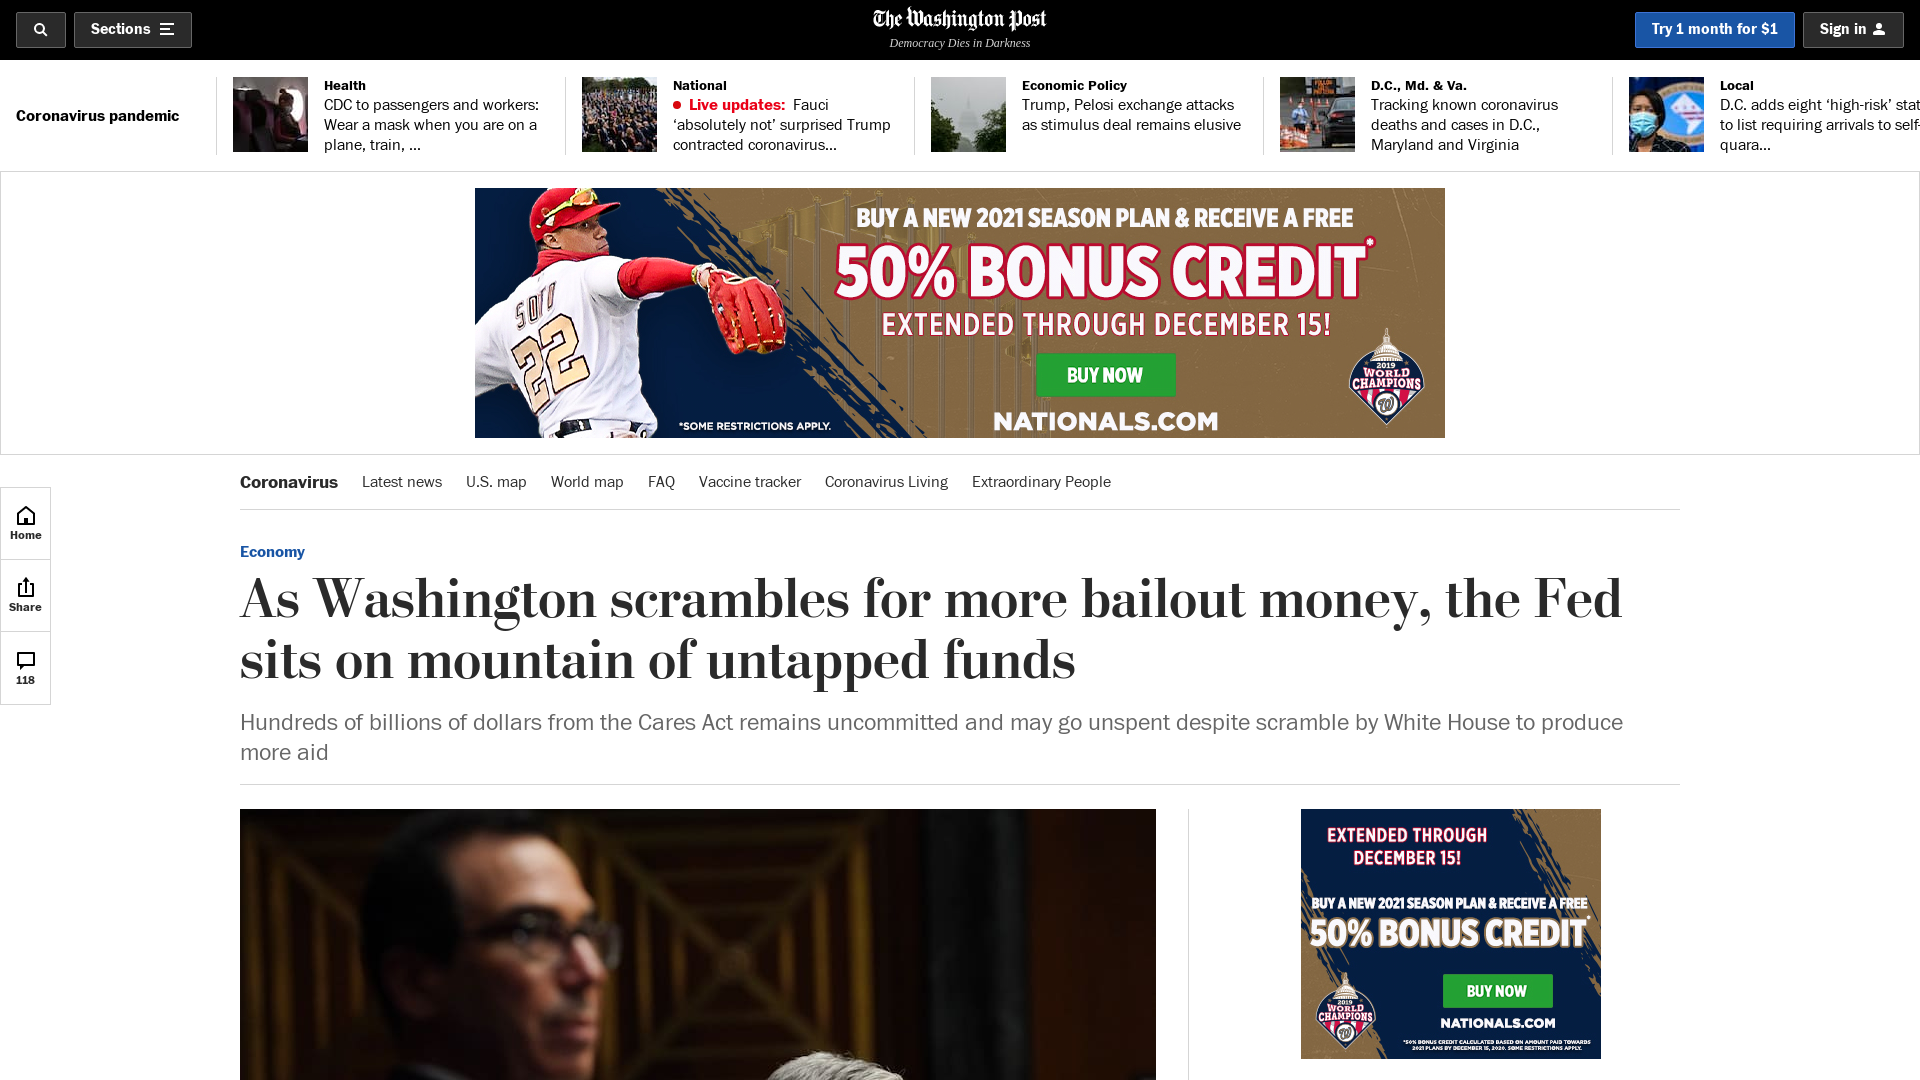 Sections
The Washington Post
Democracy Dies in Darkness
Try 1 month for $1
Sign in
Coronavirus pandemic
Health
CDC to passengers and workers:
Wear a mask when you are on a
plane, train, ...
National
Live updates: Fauci
‘absolutely not’ surprised Trump
contracted coronavirus...
Economic Policy
Trump, Pelosi exchange attacks
as stimulus deal remains elusive
D.C., Md. & Va.
Tracking known coronavirus
deaths and cases in D.C.,
Maryland and Virginia
Local
D.C. adds eight ‘high-risk’ stat
to list requiring arrivals to self-
quara...
BUY A NEW 2021 SEASON PLAN & RECEIVE A FREE
50% BONUS CREDIT*
EXTENDED THROUGH DECEMBER 15!
BUY NOW
NATIONALS.COM
*SOME RESTRICTIONS APPLY.
SOTO
22
2019
WORLD
CHAMPIONS
W
Coronavirus
Latest news
U.S. map
World map
FAQ
Vaccine tracker
Coronavirus Living
Extraordinary People
Home
Share
118
Economy
As Washington scrambles for more bailout money, the Fed
sits on mountain of untapped funds
Hundreds of billions of dollars from the Cares Act remains uncommitted and may go unspent despite scramble by White House to produce
more aid
EXTENDED THROUGH
DECEMBER 15!
BUY A NEW 2021 SEASON PLAN & RECEIVE A FREE
50% BONUS CREDIT*
BUY NOW
2019
WORLD
CHAMPIONS
W
NATIONALS.COM
*50% BONUS CREDIT CALCULATED BASED ON AMOUNT PAID TOWARDS
2021 PLANS BY DECEMBER 15, 2020. SOME RESTRICTIONS APPLY.